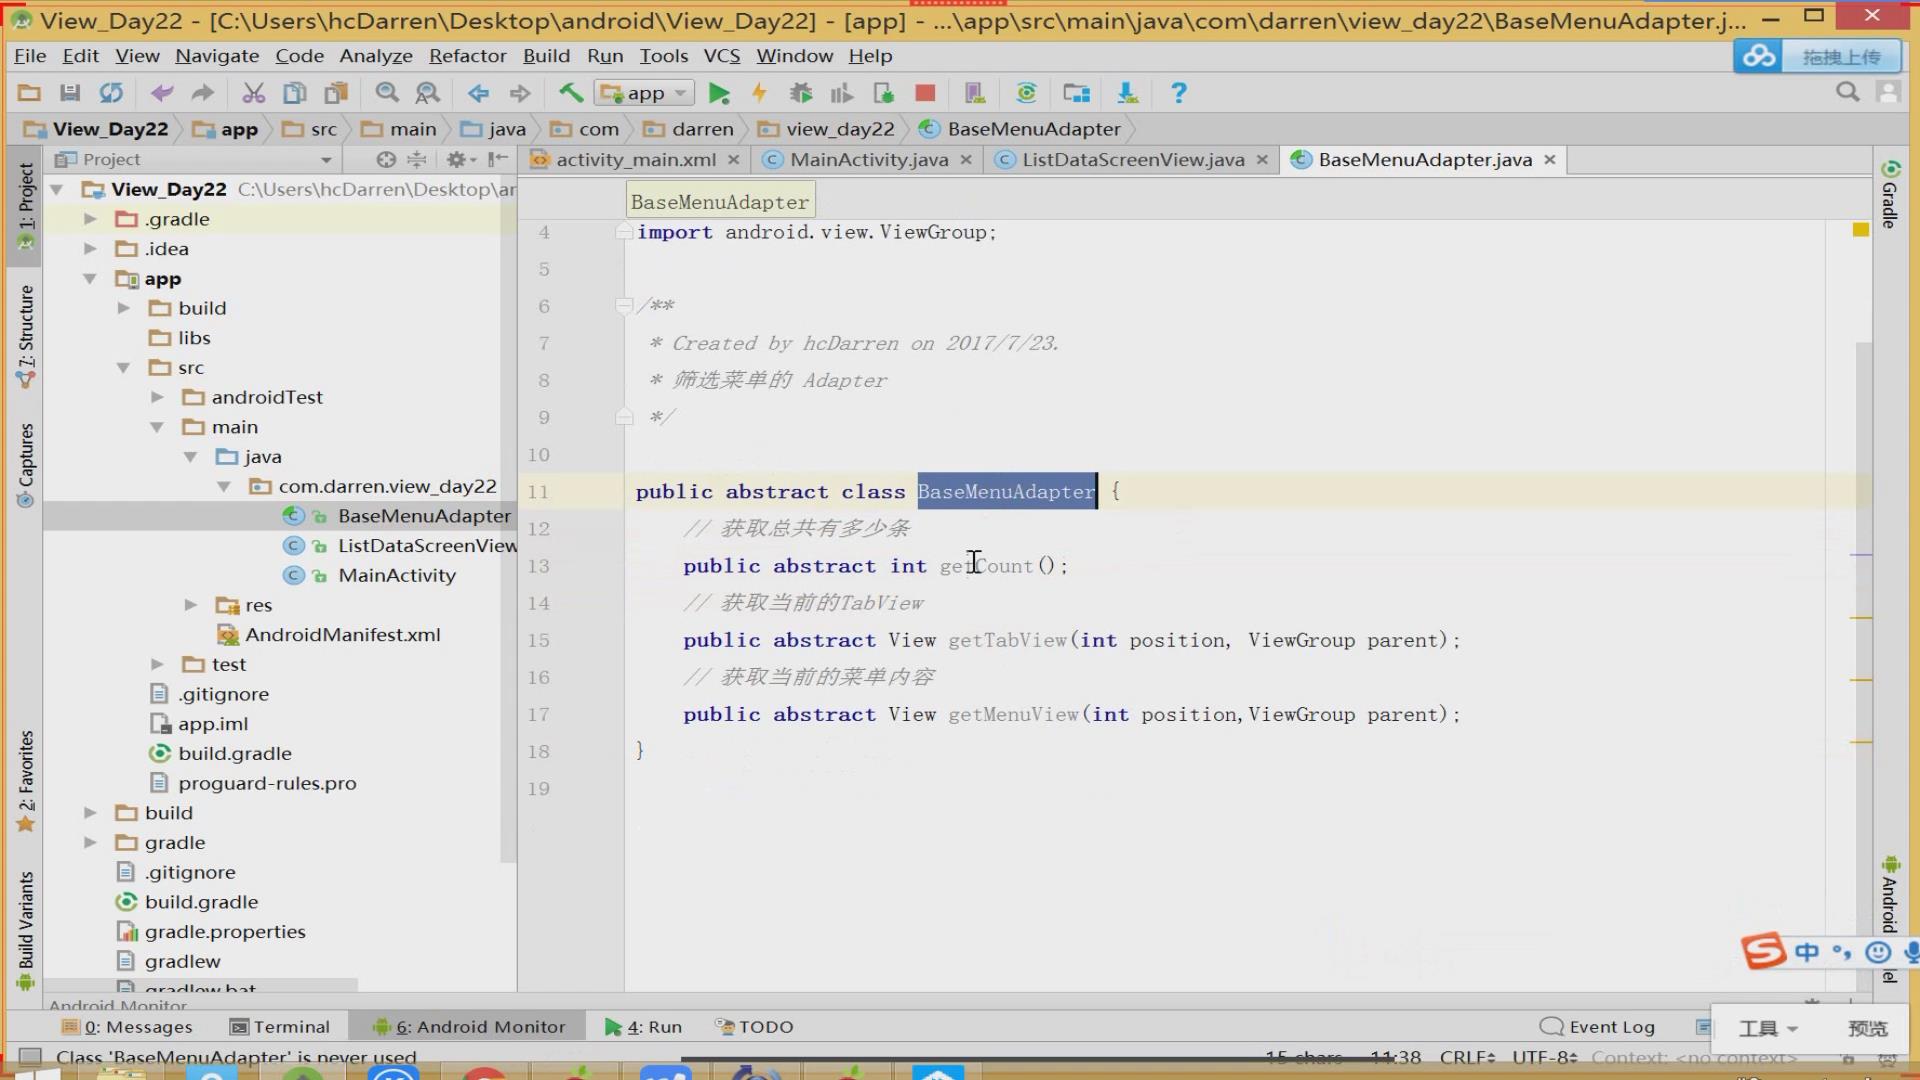 View_Day22 - [C:\Users\hcDarren\Desktop\android\View_Day22] - [app] - ...\app\src\main\java\com\darren\view_day22\BaseMenuAdapter.j...
File Edit View Navigate Code Analyze Refactor Build Run Tools VCS Window Help
拖拽上传
app
View_Day22 app src main java com darren view_day22 BaseMenuAdapter
Project
activity_main.xml MainActivity.java ListDataScreenView.java BaseMenuAdapter.java
1: Project
7: Structure
Captures
2: Favorites
Build Variants
View_Day22 C:\Users\hcDarren\Desktop\ar
.gradle
.idea
app
build
libs
src
androidTest
main
java
com.darren.view_day22
BaseMenuAdapter
ListDataScreenView
MainActivity
res
AndroidManifest.xml
test
.gitignore
app.iml
build.gradle
proguard-rules.pro
build
gradle
.gitignore
build.gradle
gradle.properties
gradlew
gradlew.bat
BaseMenuAdapter
4 import android.view.ViewGroup;
5
6 /**
7 * Created by hcDarren on 2017/7/23.
8 * 筛选菜单的 Adapter
9 */
10
11 public abstract class BaseMenuAdapter {
12 // 获取总共有多少条
13 public abstract int getCount();
14 // 获取当前的TabView
15 public abstract View getTabView(int position, ViewGroup parent);
16 // 获取当前的菜单内容
17 public abstract View getMenuView(int position,ViewGroup parent);
18 }
19
Gradle
Android
el
中
Android Monitor
0: Messages Terminal 6: Android Monitor 4: Run TODO Event Log
工具 预览
Class 'BaseMenuAdapter' is never used 15 chars 11:38 CRLF UTF-8 Context: <no context>